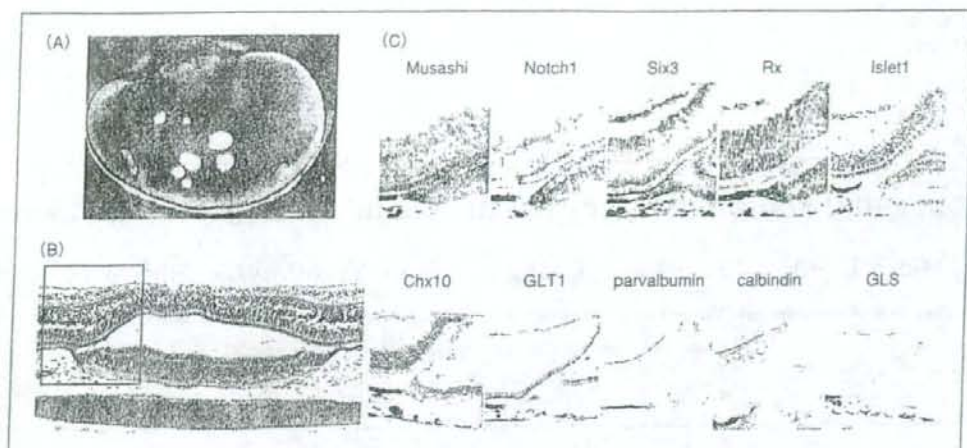 (A)
(C)
Musashi Notch1 Six3 Rx Islet1
(B)
Chx10 GLT1 parvalbumin calbindin GLS